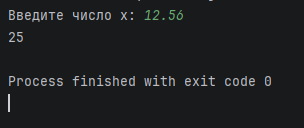 Введите число x: 12.56
25
Process finished with exit code 0